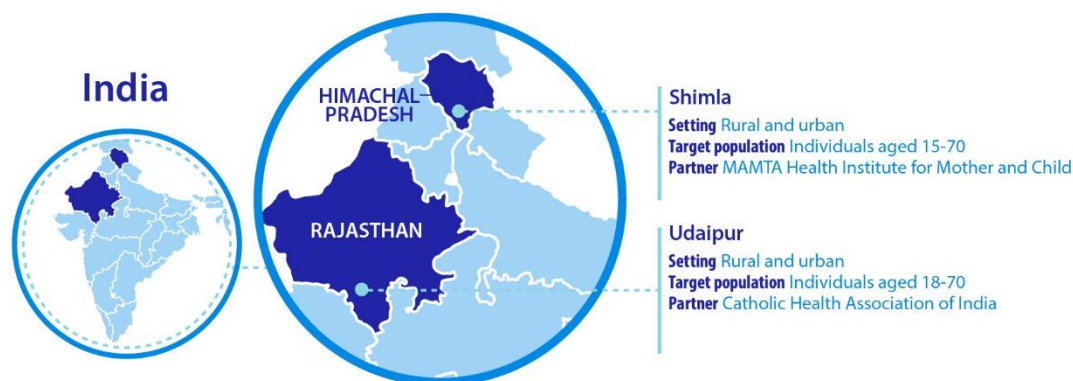 India
HIMACHAL
PRADESH
RAJASTHAN
Shimla
Setting Rural and urban
Target population Individuals aged 15-70
Partner MAMTA Health Institute for Mother and Child
Udaipur
Setting Rural and urban
Target population Individuals aged 18-70
Partner Catholic Health Association of India